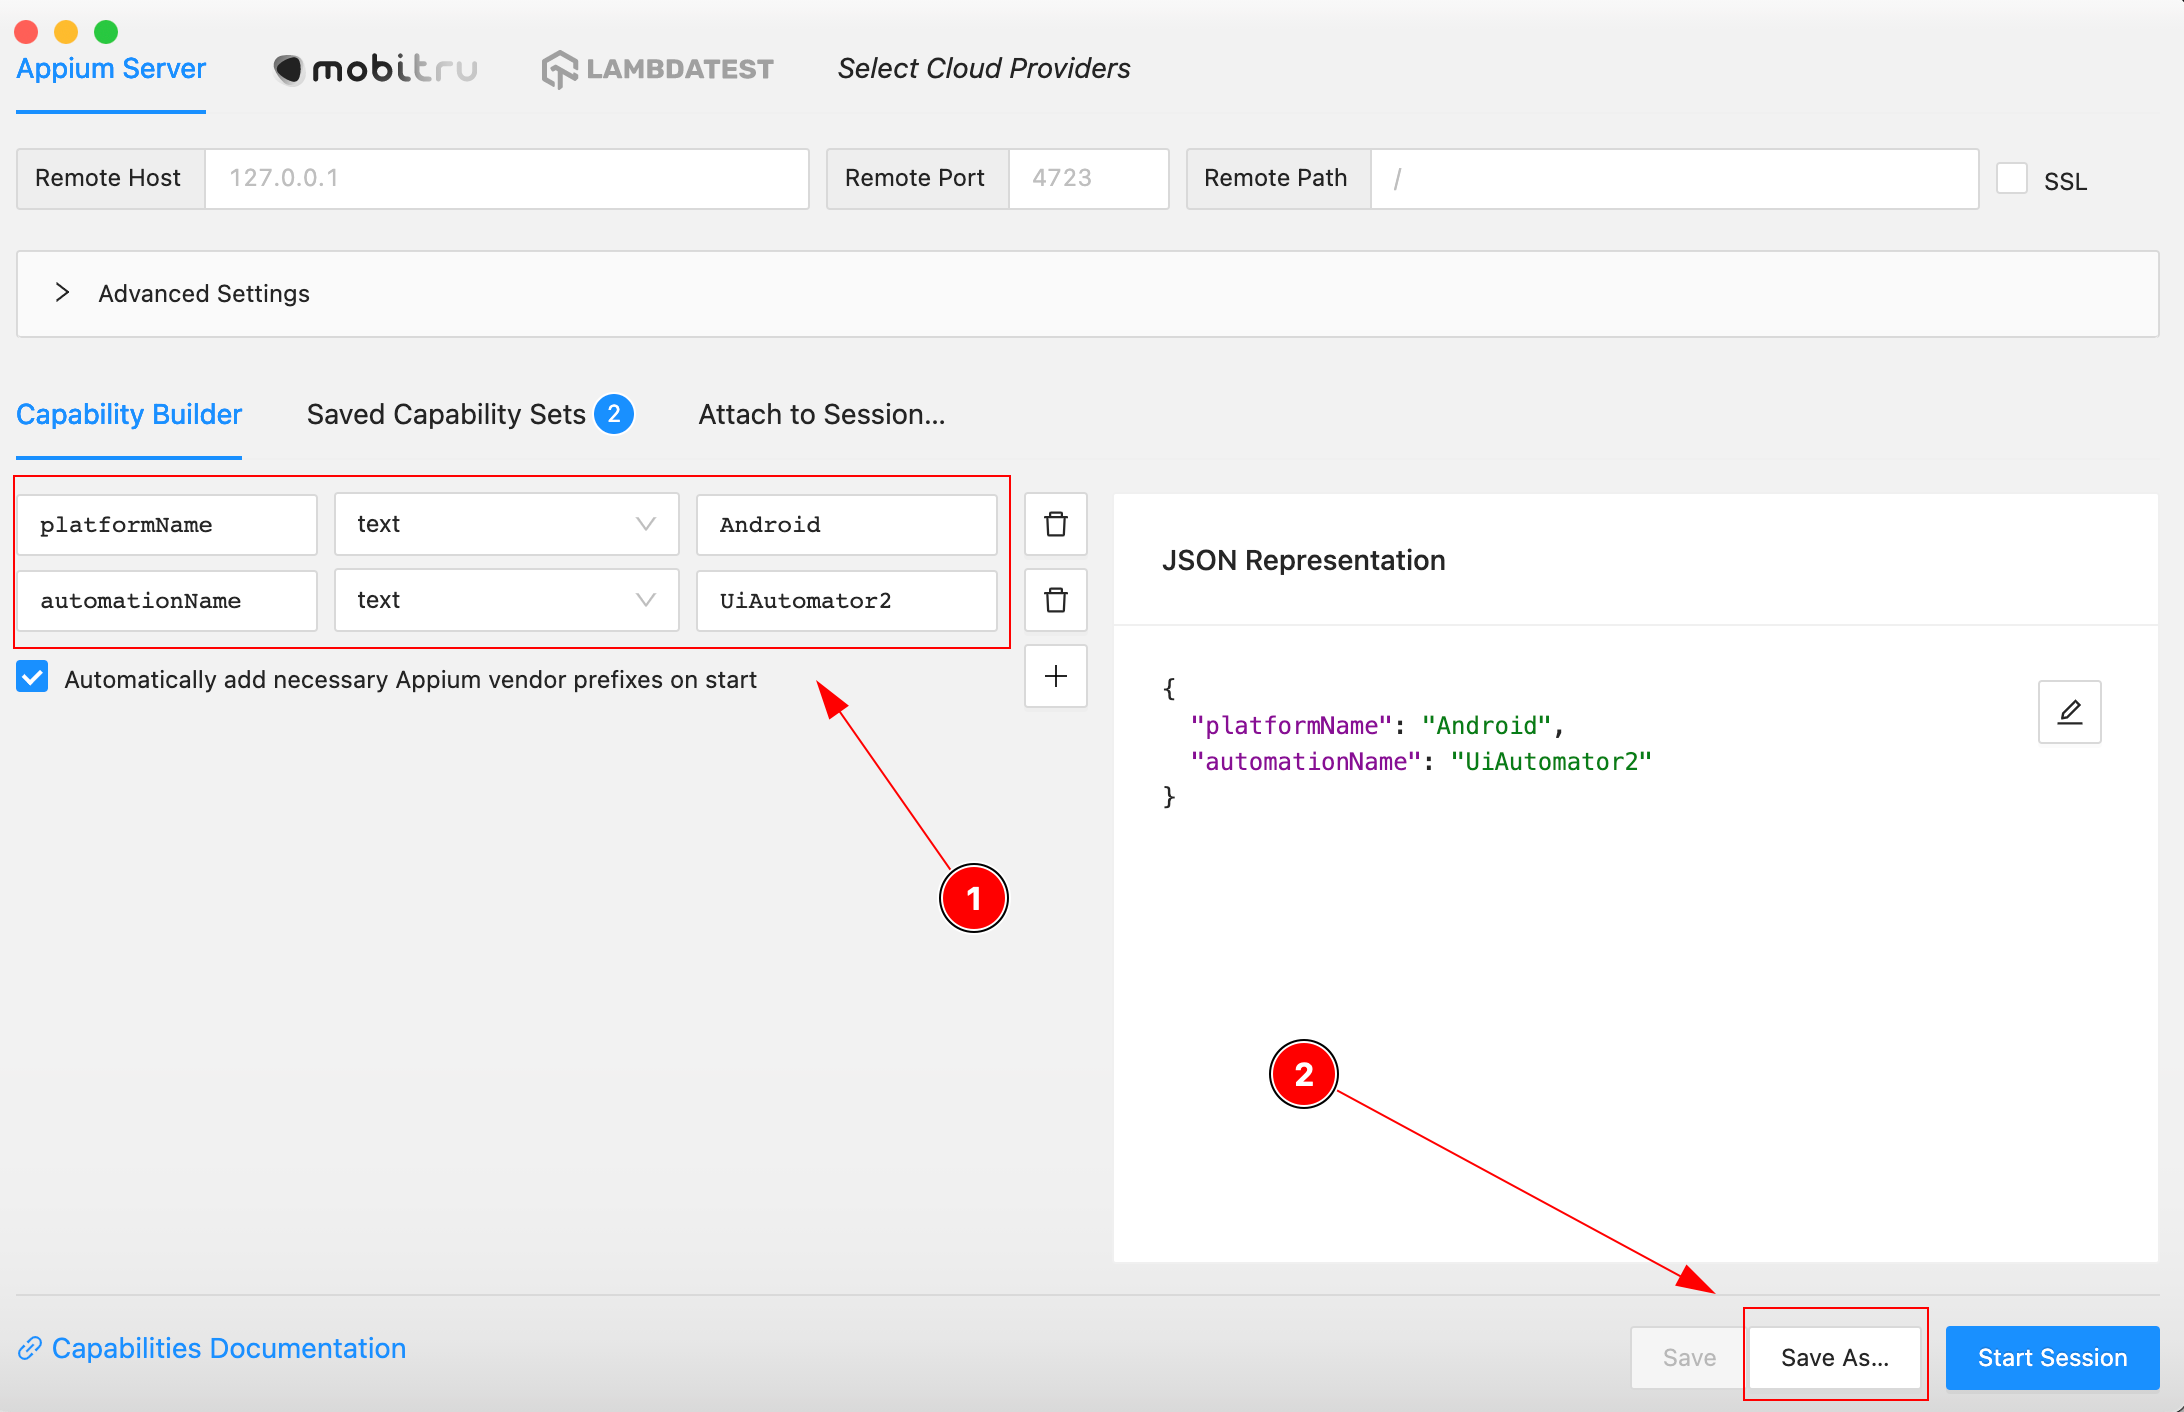 Appium Server
mobitru
LAMBDATEST
Select Cloud Providers
Remote Host
127.0.0.1
Remote Port
4723
Remote Path
/
SSL
Advanced Settings
Capability Builder
Saved Capability Sets 2
Attach to Session...
platformName
text
Android
automationName
text
UiAutomator2
Automatically add necessary Appium vendor prefixes on start
JSON Representation
{
"platformName": "Android",
"automationName": "UiAutomator2"
}
1
2
Capabilities Documentation
Save
Save As...
Start Session